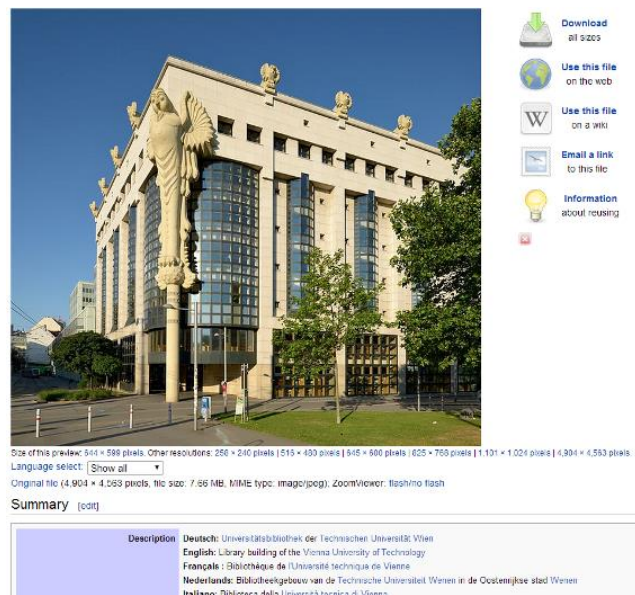 Download
all sizes
Use this file
on the web
W
Use this file
on a wiki
Email a link
to this file
Information
about reusing
Size of this preview: 644 × 599 pixels. Other resolutions: 258 × 240 pixels | 516 × 480 pixels | 645 × 600 pixels | 825 × 768 pixels | 1,101 × 1,024 pixels | 4,904 × 4,563 pixels.
Language select: Show all
Original file (4,904 × 4,563 pixels, file size: 7.66 MB, MIME type: image/jpeg); ZoomViewer: flash/no flash
Summary [edit]
Description Deutsch: Universitätsbibliothek der Technischen Universität Wien
English: Library building of the Vienna University of Technology
Français : Bibliothèque de l'Université technique de Vienne
Nederlands: Bibliotheekgebouw van de Technische Universiteit Wenen in de Oostenrijkse stad Wenen
Italiano: Biblioteca della Università tecnica di Vienna